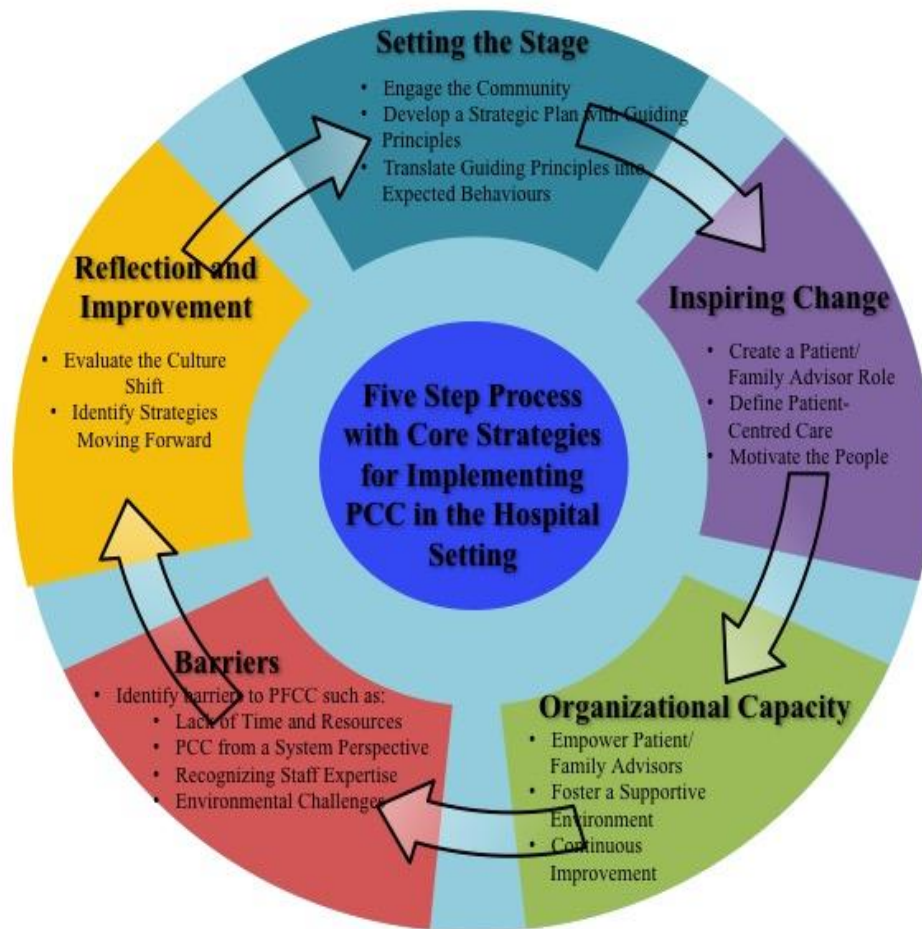 Setting the Stage
• Engage the Community
• Develop a Strategic Plan with Guiding
Principles
• Translate Guiding Principles into
Expected Behaviours
Inspiring Change
• Create a Patient/
Family Advisor Role
• Define Patient-
Centred Care
• Motivate the People
Organizational Capacity
• Empower Patient/
Family Advisors
• Foster a Supportive
Environment
• Continuous
Improvement
Barriers
• Identify barriers to PFCC such as:
• Lack of Time and Resources
• PCC from a System Perspective
• Recognizing Staff Expertise
• Environmental Challenges
Reflection and
Improvement
• Evaluate the Culture
Shift
• Identify Strategies
Moving Forward
Five Step Process
with Core Strategies
for Implementing
PCC in the Hospital
Setting